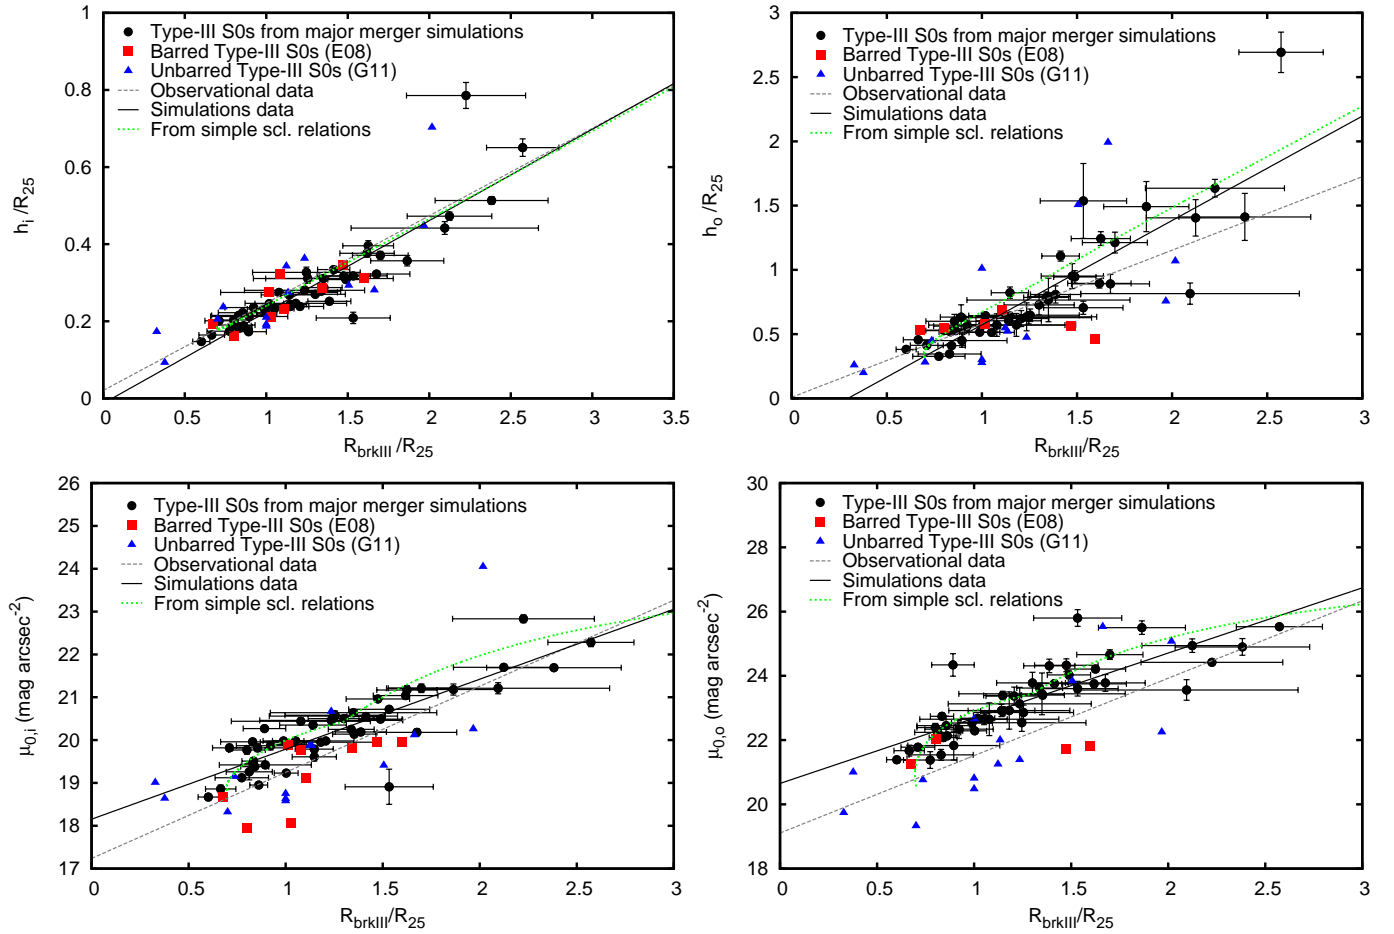 1
0.8
0.6
0.4
0.2
0
h_i/R_25
Type-III S0s from major merger simulations
Barred Type-III S0s (E08)
Unbarred Type-III S0s (G11)
Observational data
Simulations data
From simple scl. relations
0 0.5 1 1.5 2 2.5 3 3.5
R_brkIII/R_25
3
2.5
2
1.5
1
0.5
0
h_o/R_25
Type-III S0s from major merger simulations
Barred Type-III S0s (E08)
Unbarred Type-III S0s (G11)
Observational data
Simulations data
From simple scl. relations
0 0.5 1 1.5 2 2.5 3
R_brkIII/R_25
26
25
24
23
22
21
20
19
18
17
μ_0,i (mag arcsec^-2)
Type-III S0s from major merger simulations
Barred Type-III S0s (E08)
Unbarred Type-III S0s (G11)
Observational data
Simulations data
From simple scl. relations
0 0.5 1 1.5 2 2.5 3
R_brkIII/R_25
30
28
26
24
22
20
18
μ_0,o (mag arcsec^-2)
Type-III S0s from major merger simulations
Barred Type-III S0s (E08)
Unbarred Type-III S0s (G11)
Observational data
Simulations data
From simple scl. relations
0 0.5 1 1.5 2 2.5 3
R_brkIII/R_25